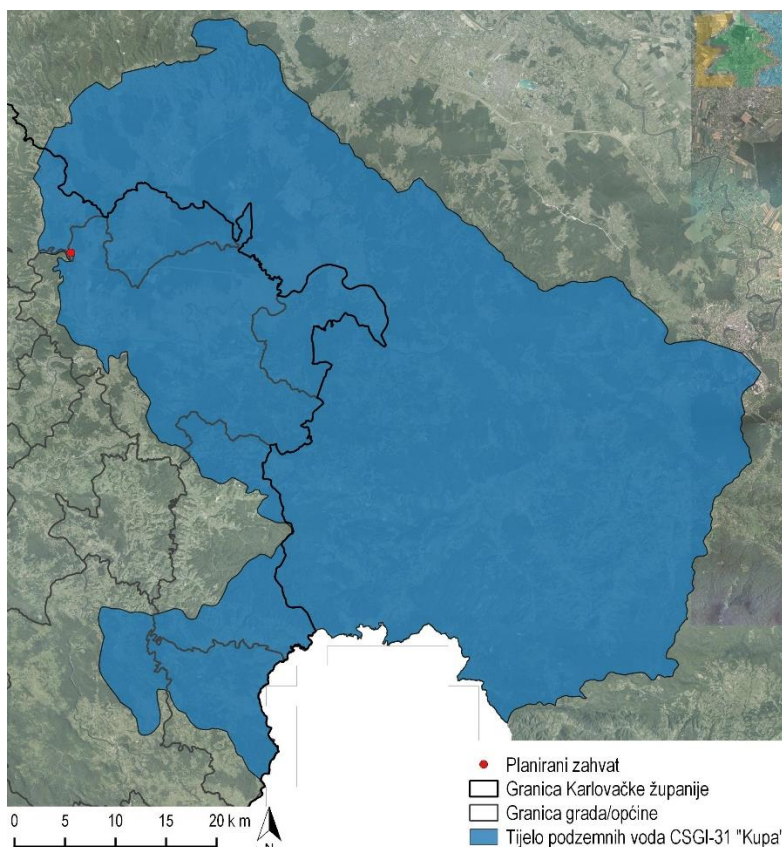 Planirani zahvat
Granica Karlovačke županije
Granica grada/općine
Tijelo podzemnih voda CSGI-31 "Kupa"
0 5 10 15 20 km
N